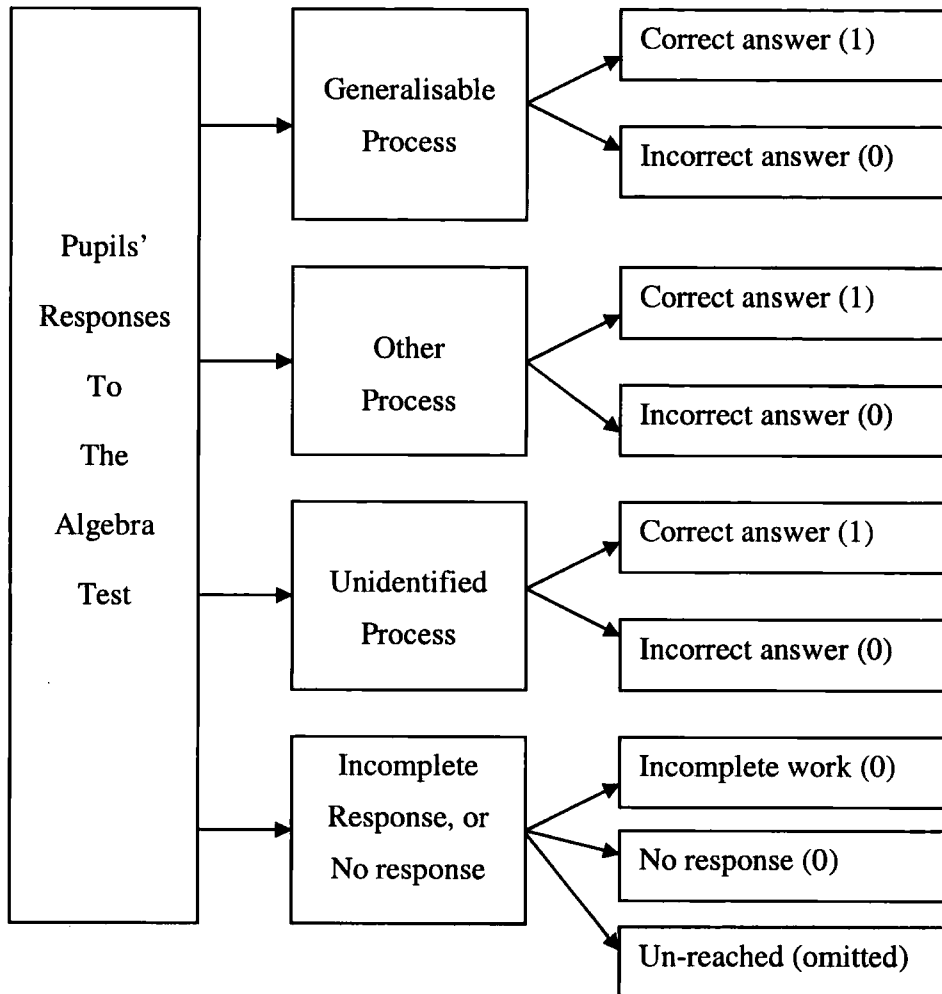 Pupils'
Responses
To
The
Algebra
Test
Generalisable
Process
Correct answer (1)
Incorrect answer (0)
Other
Process
Correct answer (1)
Incorrect answer (0)
Unidentified
Process
Correct answer (1)
Incorrect answer (0)
Incomplete
Response, or
No response
Incomplete work (0)
No response (0)
Un-reached (omitted)